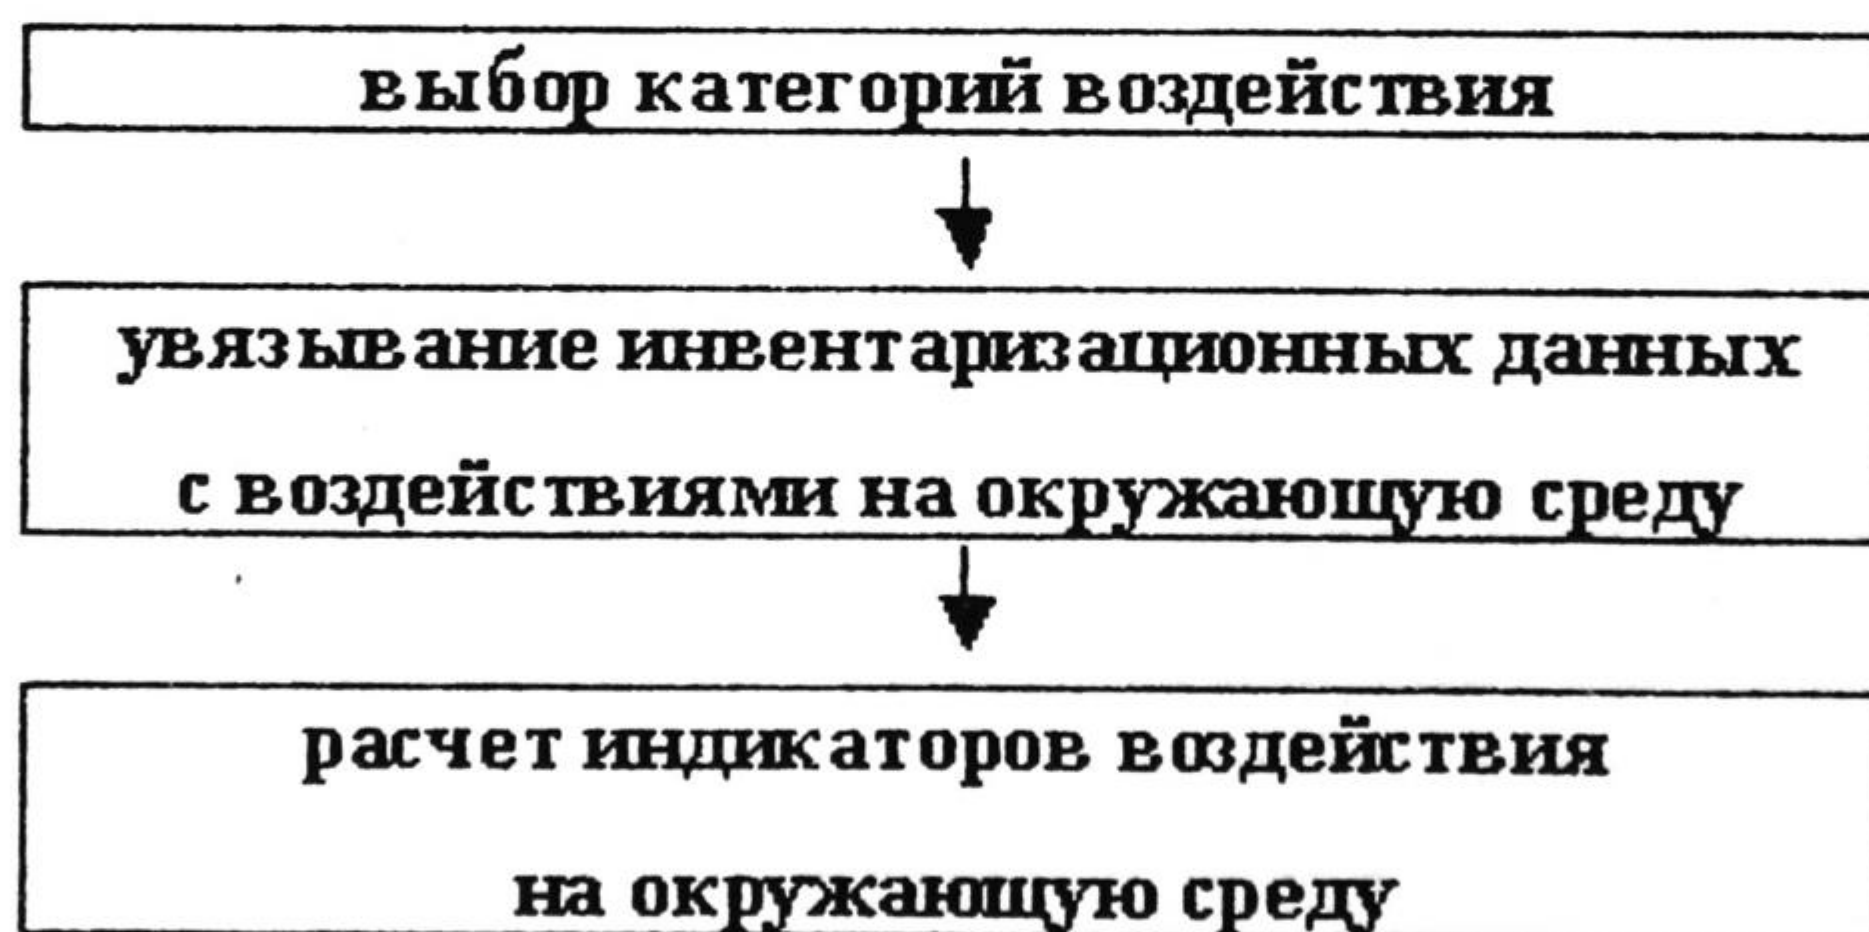 выбор категорий воздействия
увязывание инвентаризационных данных
с воздействиями на окружающую среду
расчет индикаторов воздействия
на окружающую среду